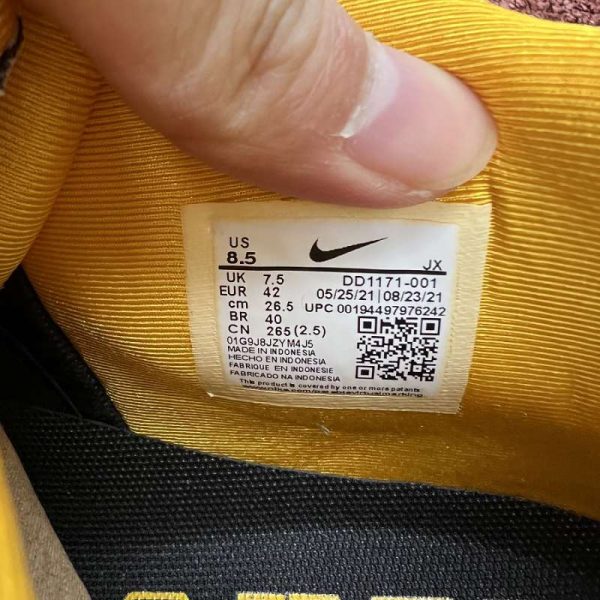 US
8.5
JX
UK 7.5 DD1171-001
EUR 42 05/25/21|08/23/21
cm 26.5 UPC 00194497976242
BR 40
CN 265 (2.5)
01G9J8JZYM4J5
MADE IN INDONESIA
HECHO EN INDONESIA
FABRIQUE EN INDONESIE
FABRICADO NA INDONESIA
This product is covered by one or more patents